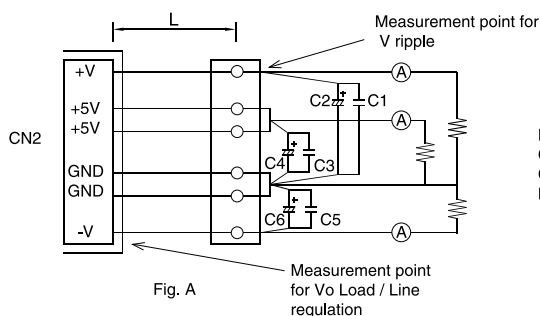 L
Measurement point for
V ripple
+V
A
+5V
C2
+
C1
+5V
A
CN2
+
C4
C3
GND
GND
+
C6
C5
-V
A
Fig. A
Measurement point
for Vo Load / Line
regulation